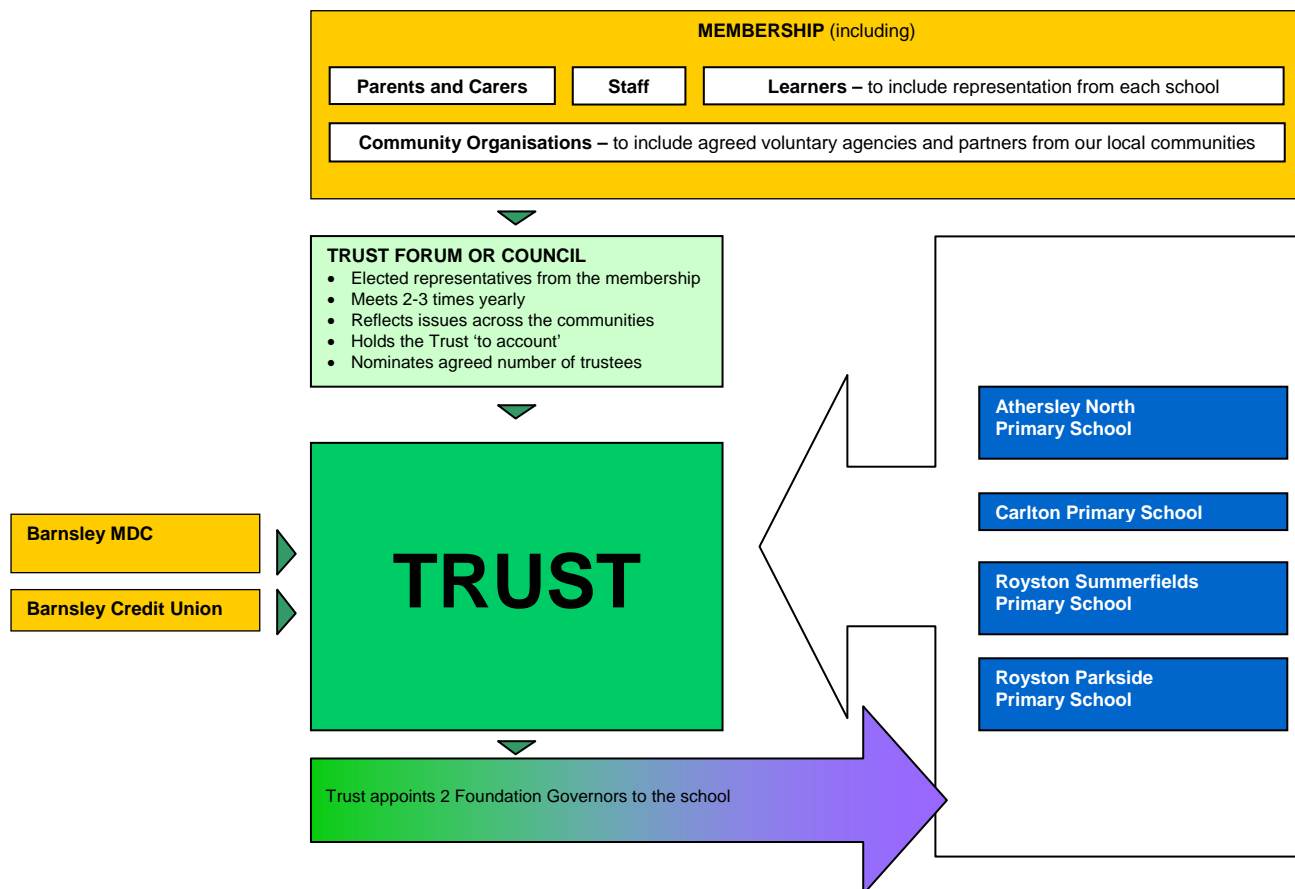 MEMBERSHIP (including)
Parents and Carers
Staff
Learners – to include representation from each school
Community Organisations – to include agreed voluntary agencies and partners from our local communities
TRUST FORUM OR COUNCIL
• Elected representatives from the membership
• Meets 2-3 times yearly
• Reflects issues across the communities
• Holds the Trust ‘to account’
• Nominates agreed number of trustees
Athersley North
Primary School
Carlton Primary School
Royston Summerfields
Primary School
Royston Parkside
Primary School
Barnsley MDC
Barnsley Credit Union
TRUST
Trust appoints 2 Foundation Governors to the school